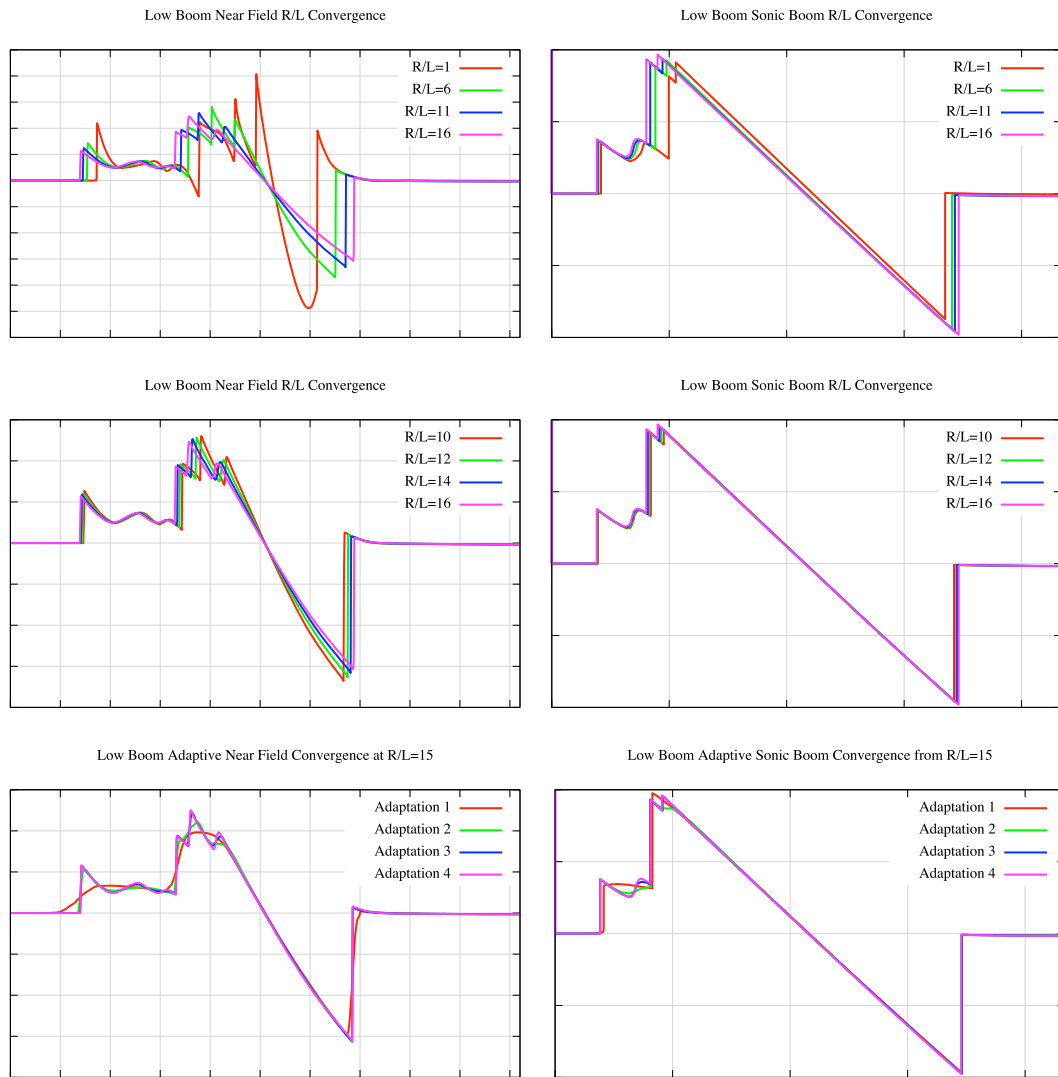 Low Boom Near Field R/L Convergence
R/L=1
R/L=6
R/L=11
R/L=16
Low Boom Sonic Boom R/L Convergence
R/L=1
R/L=6
R/L=11
R/L=16
Low Boom Near Field R/L Convergence
R/L=10
R/L=12
R/L=14
R/L=16
Low Boom Sonic Boom R/L Convergence
R/L=10
R/L=12
R/L=14
R/L=16
Low Boom Adaptive Near Field Convergence at R/L=15
Adaptation 1
Adaptation 2
Adaptation 3
Adaptation 4
Low Boom Adaptive Sonic Boom Convergence from R/L=15
Adaptation 1
Adaptation 2
Adaptation 3
Adaptation 4